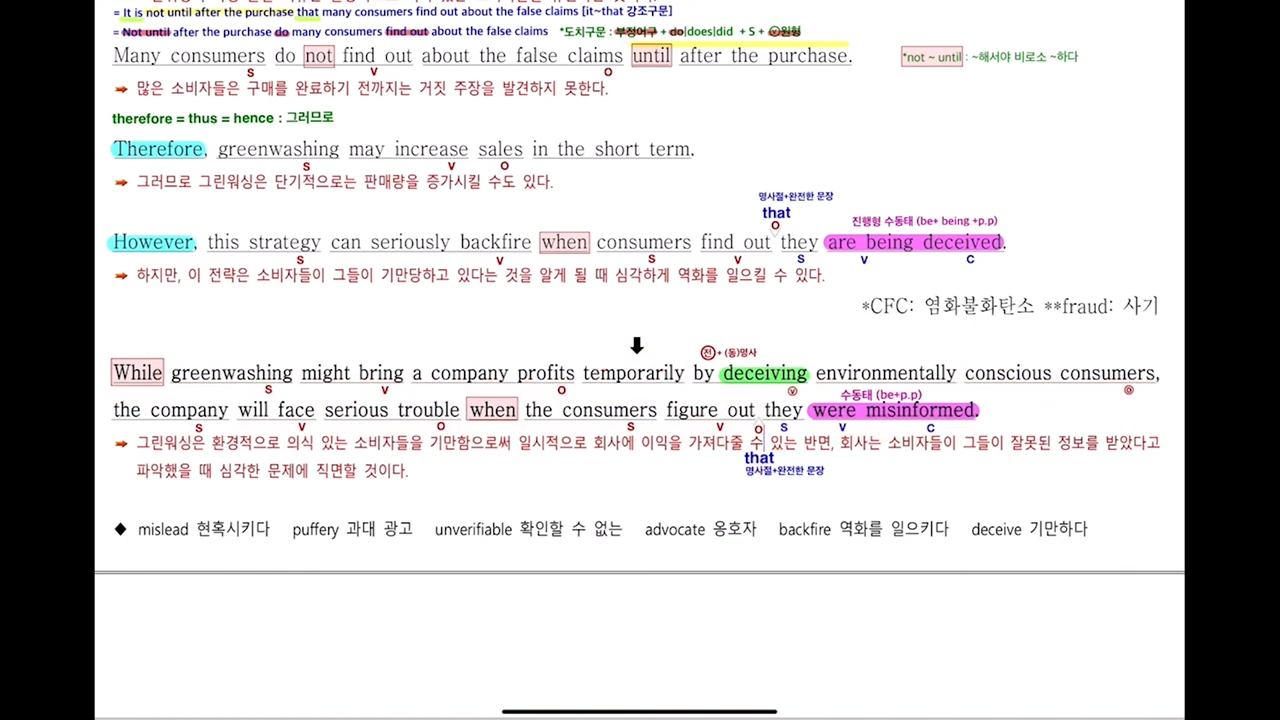 = It is not until after the purchase that many consumers find out about the false claims [it~that 강조구문]
= Not until after the purchase do many consumers find out about the false claims *도치구문 : 부정어구 + do|does|did + S + ⓥ원형
Many consumers do not find out about the false claims until after the purchase. *not ~ until : ~해서야 비로소 ~하다
S V O
➡ 많은 소비자들은 구매를 완료하기 전까지는 거짓 주장을 발견하지 못한다.
therefore = thus = hence : 그러므로
Therefore, greenwashing may increase sales in the short term.
S V O
➡ 그러므로 그린워싱은 단기적으로는 판매량을 증가시킬 수도 있다.
명사절+완전한 문장
that 진행형 수동태 (be+ being +p.p)
O
However, this strategy can seriously backfire when consumers find out they are being deceived.
S V S V S V C
➡ 하지만, 이 전략은 소비자들이 그들이 기만당하고 있다는 것을 알게 될 때 심각하게 역화를 일으킬 수 있다.
*CFC: 염화불화탄소 **fraud: 사기
전 + (동)명사
While greenwashing might bring a company profits temporarily by deceiving environmentally conscious consumers,
S V O ⓥ ⓞ
수동태 (be+p.p)
the company will face serious trouble when the consumers figure out they were misinformed.
S V O S V O S V C
➡ 그린워싱은 환경적으로 의식 있는 소비자들을 기만함으로써 일시적으로 회사에 이익을 가져다줄 수 있는 반면, 회사는 소비자들이 그들이 잘못된 정보를 받았다고
that
파악했을 때 심각한 문제에 직면할 것이다.
명사절+완전한 문장
◆ mislead 현혹시키다 puffery 과대 광고 unverifiable 확인할 수 없는 advocate 옹호자 backfire 역화를 일으키다 deceive 기만하다